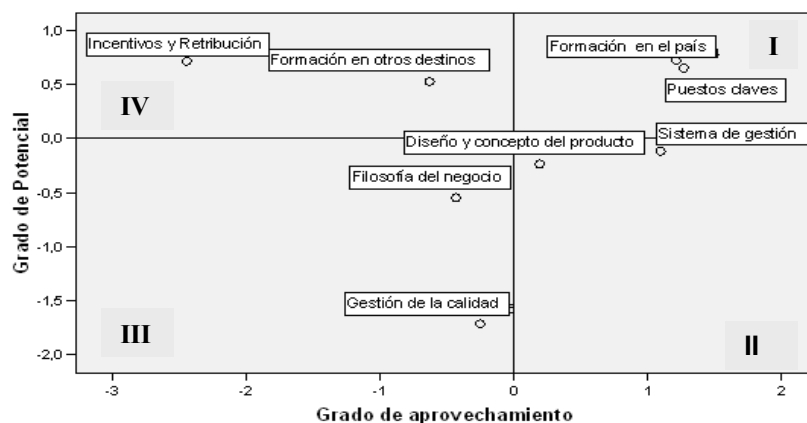 1,0
Incentivos y Retribución
Formación en otros destinos
Formación en el país
I
0,5
IV
Puestos claves
0,0
Diseño y concepto del producto
Sistema de gestión
Filosofía del negocio
-0,5
Grado de Potencial
-1,0
-1,5
Gestión de la calidad
III
II
-2,0
-3
-1
0
1
2
Grado de aprovechamiento